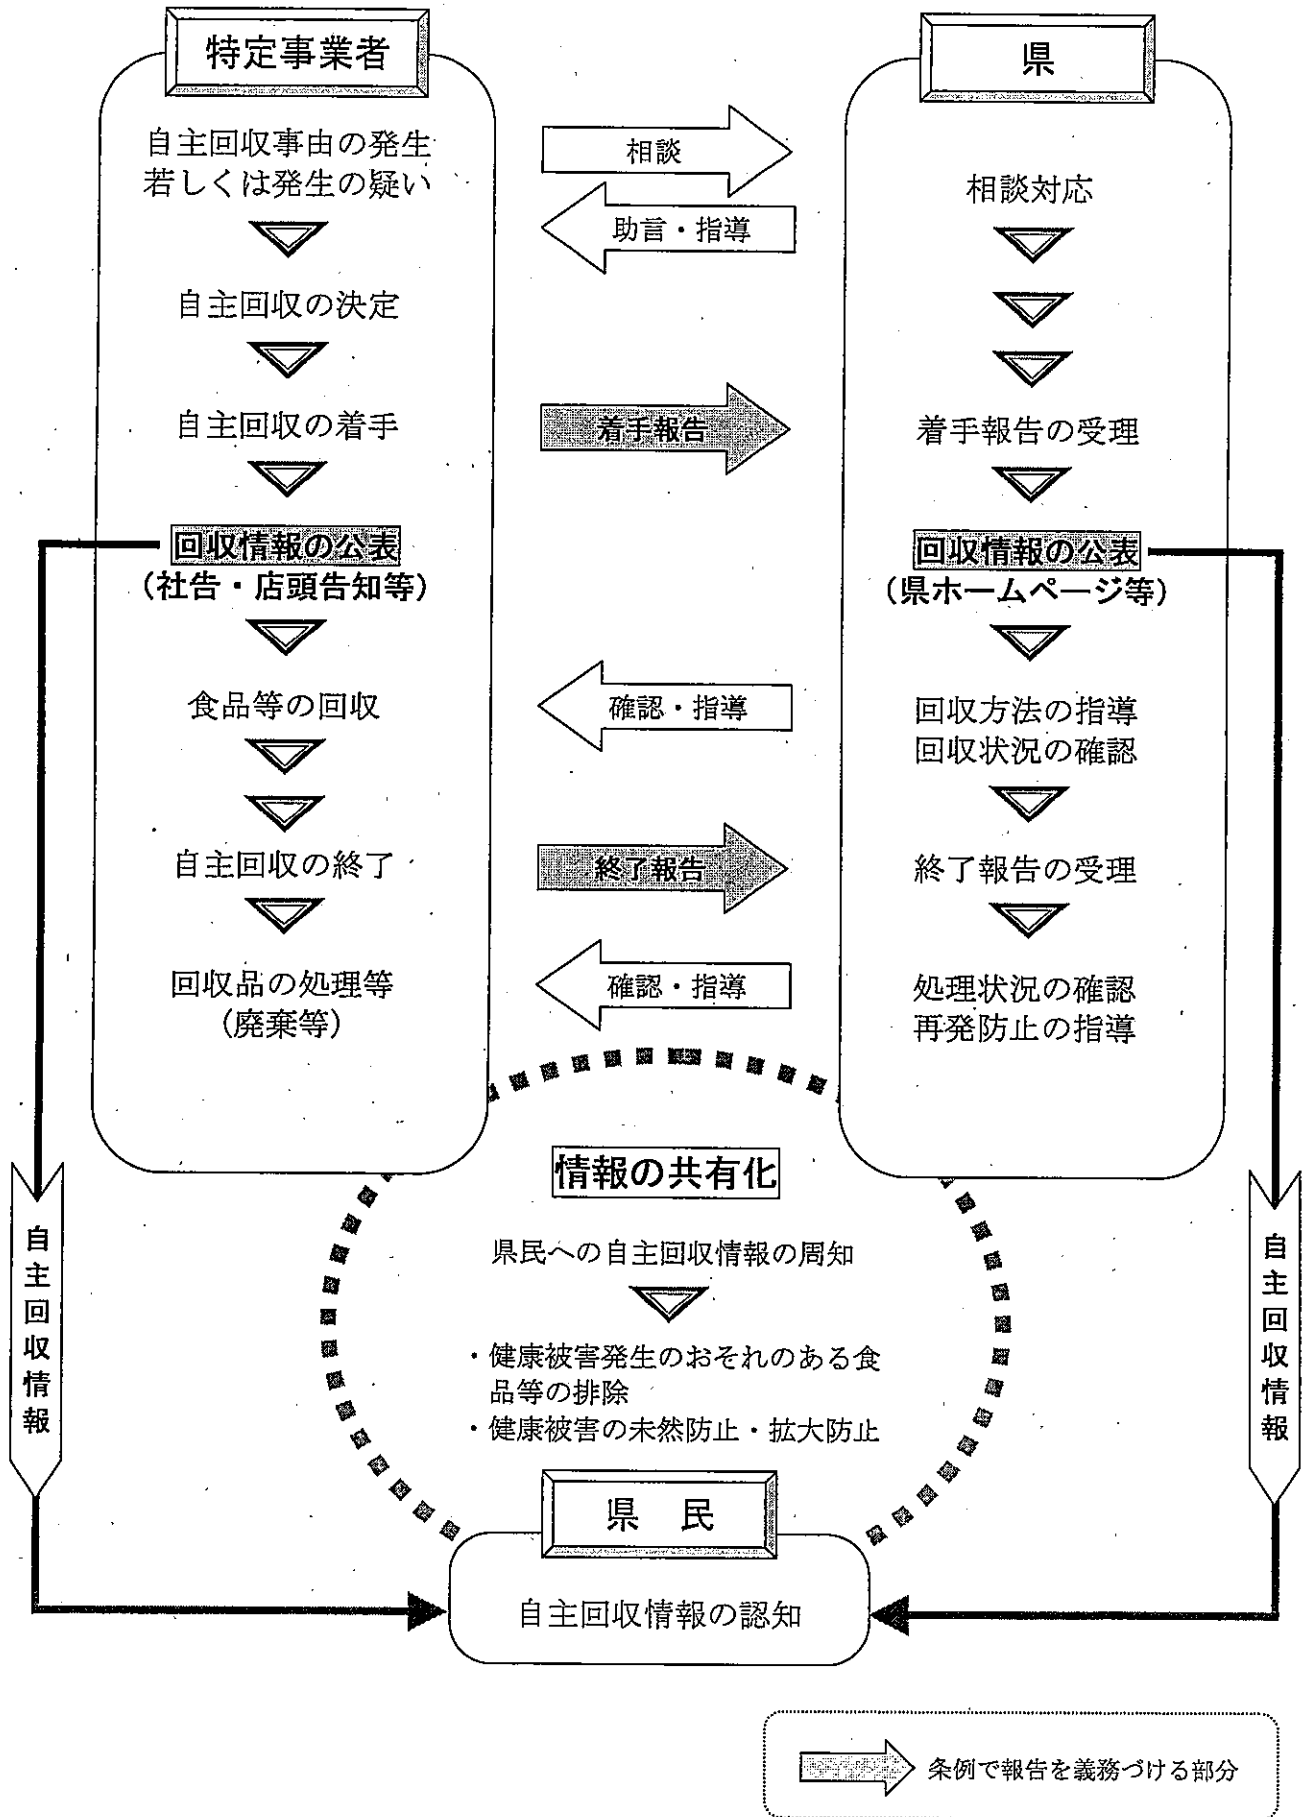 特定事業者
自主回収事由の発生
若しくは発生の疑い
自主回収の決定
自主回収の着手
回収情報の公表
(社告・店頭告知等)
食品等の回収
自主回収の終了
回収品の処理等
(廃棄等)
相談
助言・指導
着手報告
確認・指導
終了報告
確認・指導
県
相談対応
着手報告の受理
回収情報の公表
(県ホームページ等)
回収方法の指導
回収状況の確認
終了報告の受理
処理状況の確認
再発防止の指導
自主回収情報
情報の共有化
県民への自主回収情報の周知
・健康被害発生のおそれのある食
品等の排除
・健康被害の未然防止・拡大防止
自主回収情報
県 民
自主回収情報の認知
条例で報告を義務づける部分